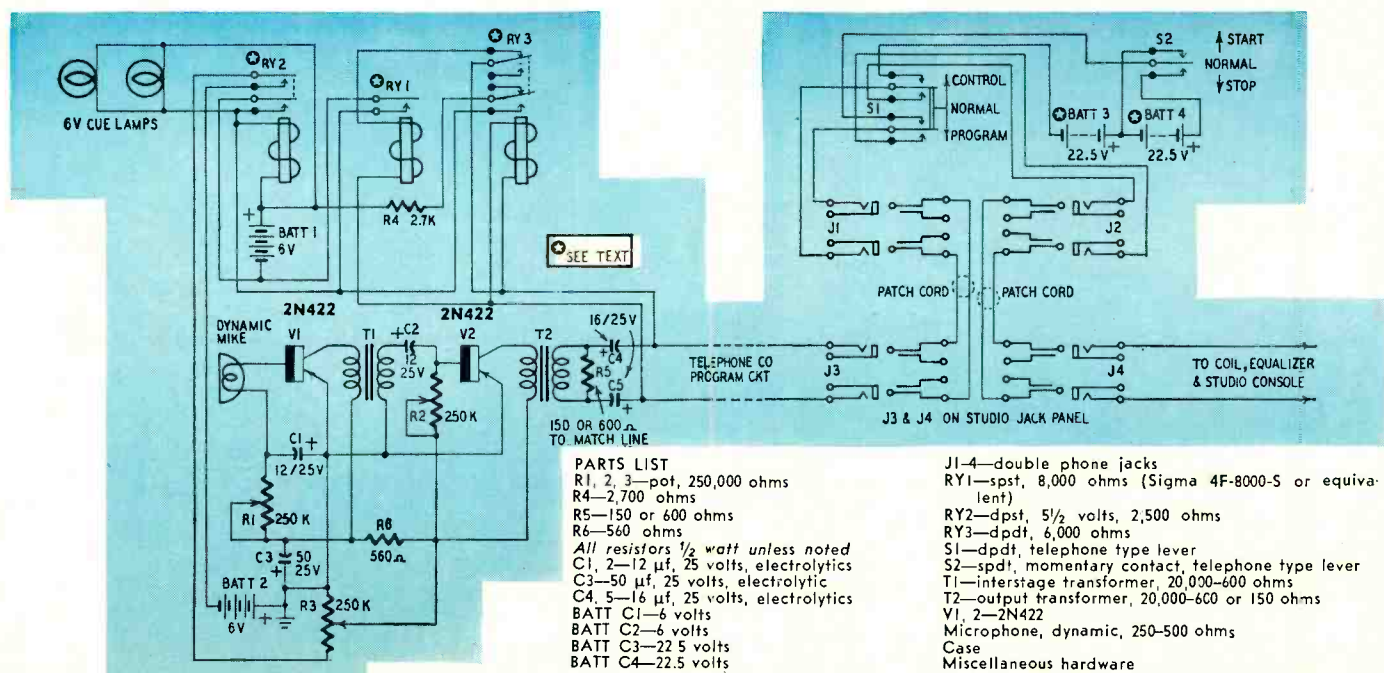 6V CUE LAMPS
RY2
RY1
RY3
R4 2.7K
+
BATT 1
6V
SEE TEXT
2N422
2N422
DYNAMIC
MIKE
V1
T1
+C2
12
25V
R2
250K
V2
T2
16/25V
+
C4
R5
C5
+
150 OR 600Ω
TO MATCH LINE
C1 +
12/25V
R1
250 K
R6
560Ω
C3
50
25V
+
BATT 2
6V +
R3
250K
S2
START
NORMAL
STOP
CONTROL
NORMAL
PROGRAM
S1
BATT 3
+
22.5 V
BATT 4
+
22.5V
J1
J2
PATCH CORD
PATCH CORD
TELEPHONE CO
PROGRAM CKT
J3
J4
TO COIL, EQUALIZER
& STUDIO CONSOLE
J3 & J4 ON STUDIO JACK PANEL
PARTS LIST
R1, 2, 3—pot, 250,000 ohms
R4—2,700 ohms
R5—150 or 600 ohms
R6—560 ohms
All resistors ½ watt unless noted
C1, 2—12 µf, 25 volts, electrolytics
C3—50 µf, 25 volts, electrolytic
C4, 5—16 µf, 25 volts, electrolytics
BATT C1—6 volts
BATT C2—6 volts
BATT C3—22 5 volts
BATT C4—22.5 volts
J1-4—double phone jacks
RY1—spst, 8,000 ohms (Sigma 4F-8000-S or equiva-
lent)
RY2—dpst, 5½ volts, 2,500 ohms
RY3—dpdt, 6,000 ohms
S1—dpdt, telephone type lever
S2—spdt, momentary contact, telephone type lever
T1—interstage transformer, 20,000–600 ohms
T2—output transformer, 20,000–600 or 150 ohms
V1, 2—2N422
Microphone, dynamic, 250–500 ohms
Case
Miscellaneous hardware